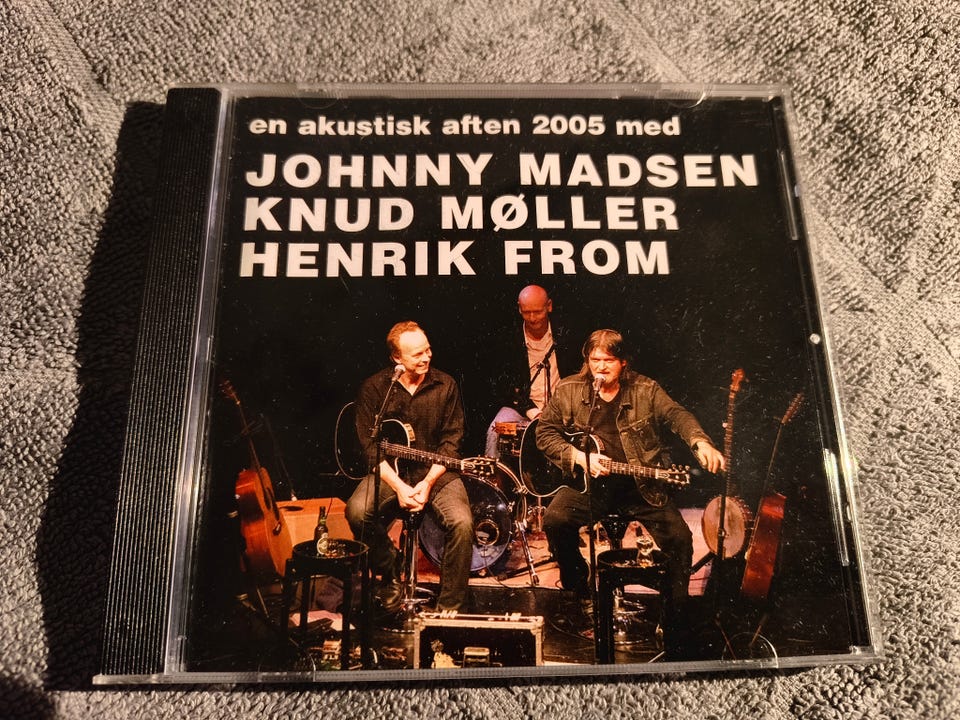 en akustisk aften 2005 med
JOHNNY MADSEN
KNUD MØLLER
HENRIK FROM